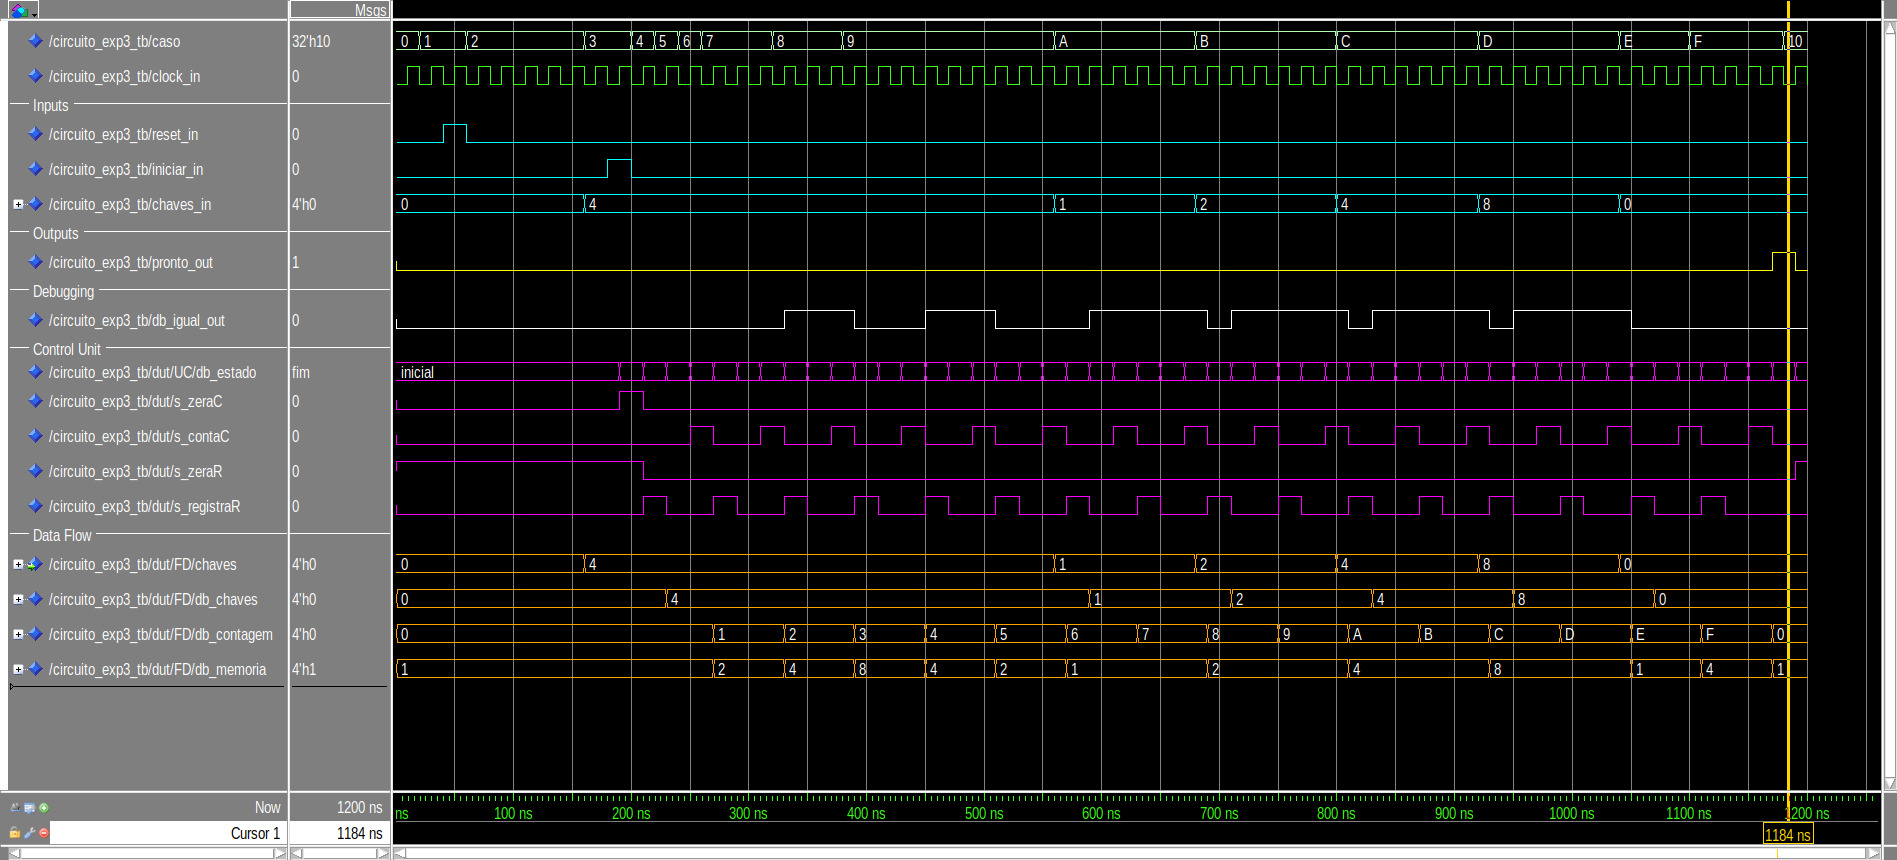 Msgs
/circuito_exp3_tb/caso 32'h10 0 1 2 3 4 5 6 7 8 9 A B C D E F 10
/circuito_exp3_tb/clock_in 0
Inputs
/circuito_exp3_tb/reset_in 0
/circuito_exp3_tb/iniciar_in 0
/circuito_exp3_tb/chaves_in 4'h0 0 4 1 2 4 8 0
Outputs
/circuito_exp3_tb/pronto_out 1
Debugging
/circuito_exp3_tb/db_igual_out 0
Control Unit
/circuito_exp3_tb/dut/UC/db_estado fim inicial
/circuito_exp3_tb/dut/s_zeraC 0
/circuito_exp3_tb/dut/s_contaC 0
/circuito_exp3_tb/dut/s_zeraR 0
/circuito_exp3_tb/dut/s_registraR 0
Data Flow
/circuito_exp3_tb/dut/FD/chaves 4'h0 0 4 1 2 4 8 0
/circuito_exp3_tb/dut/FD/db_chaves 4'h0 0 4 1 2 4 8 0
/circuito_exp3_tb/dut/FD/db_contagem 4'h0 0 1 2 3 4 5 6 7 8 9 A B C D E F 0
/circuito_exp3_tb/dut/FD/db_memoria 4'h1 1 2 4 8 4 2 1 2 4 8 1 4 1
Now 1200 ns ns 100 ns 200 ns 300 ns 400 ns 500 ns 600 ns 700 ns 800 ns 900 ns 1000 ns 1100 ns 1200 ns
Cursor 1 1184 ns 1184 ns